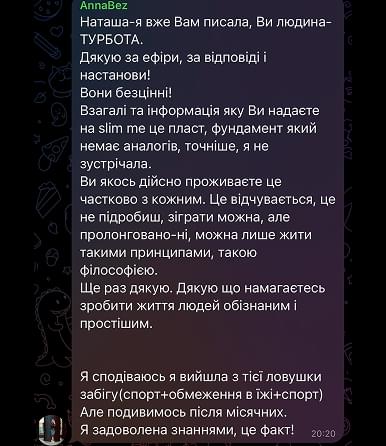 AnnaBez
Наташа-я вже Вам писала, Ви людина-
ТУРБОТА.
Дякую за ефіри, за відповіді і
настанови!
Вони безцінні!
Взагалі та інформація яку Ви надаєте
на slim me це пласт, фундамент який
немає аналогів, точніше, я не
зустрічала.
Ви якось дійсно проживаєте це
частково з кожним. Це відчувається, це
не підробиш, зіграти можна, але
пролонговано-ні, можна лише жити
такими принципами, такою
філософією.
Ще раз дякую. Дякую що намагаєтесь
зробити життя людей обізнаним і
простішим.
Я сподіваюсь я вийшла з тієї ловушки
забігу(спорт+обмеження в їжі+спорт)
Але подивимось після місячних.
Я задоволена знаннями, це факт!
20:20